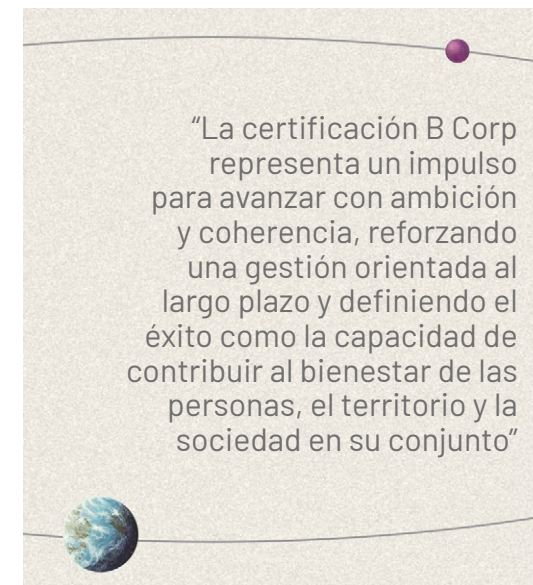 “La certificación B Corp
representa un impulso
para avanzar con ambición
y coherencia, reforzando
una gestión orientada al
largo plazo y definiendo el
éxito como la capacidad de
contribuir al bienestar de las
personas, el territorio y la
sociedad en su conjunto”